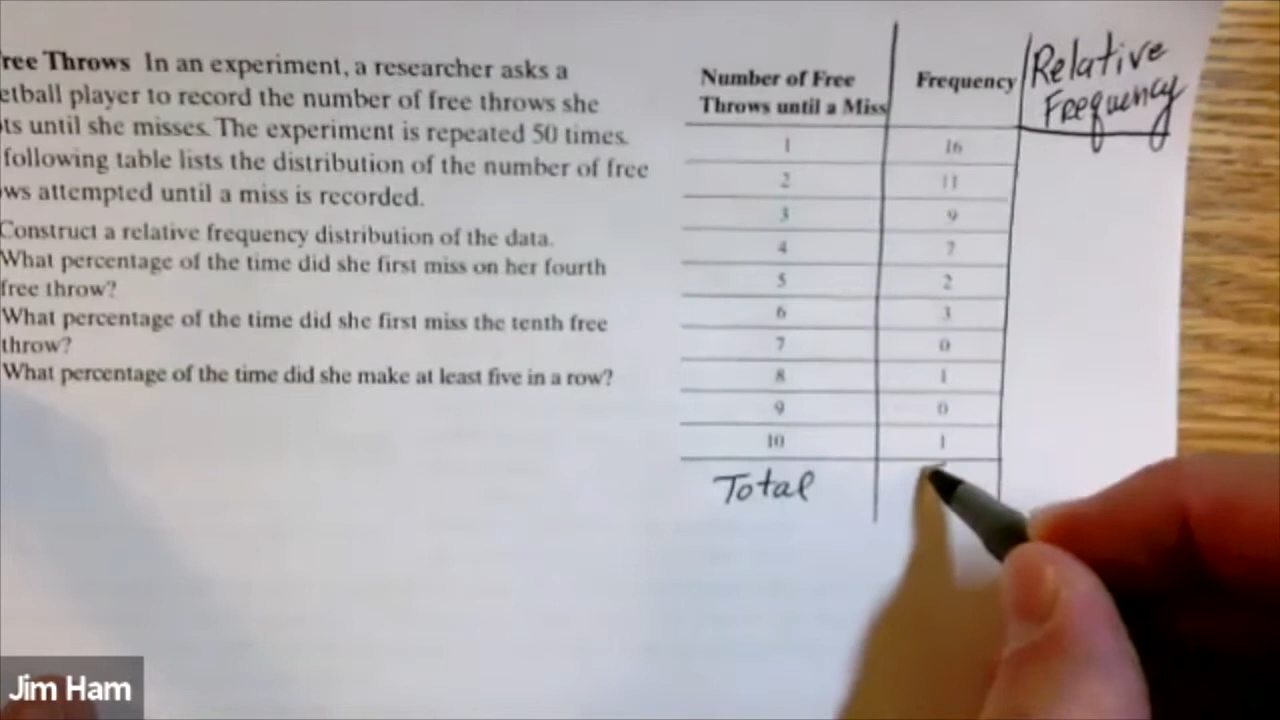 ree Throws In an experiment, a researcher asks a
etball player to record the number of free throws she
ts until she misses. The experiment is repeated 50 times.
following table lists the distribution of the number of free
ws attempted until a miss is recorded.
Construct a relative frequency distribution of the data.
What percentage of the time did she first miss on her fourth
free throw?
What percentage of the time did she first miss the tenth free
throw?
What percentage of the time did she make at least five in a row?
Number of Free
Throws until a Miss
Frequency
Relative
Frequency
1 16
2 11
3 9
4 7
5 2
6 3
7 0
8 1
9 0
10 1
Total
Jim Ham